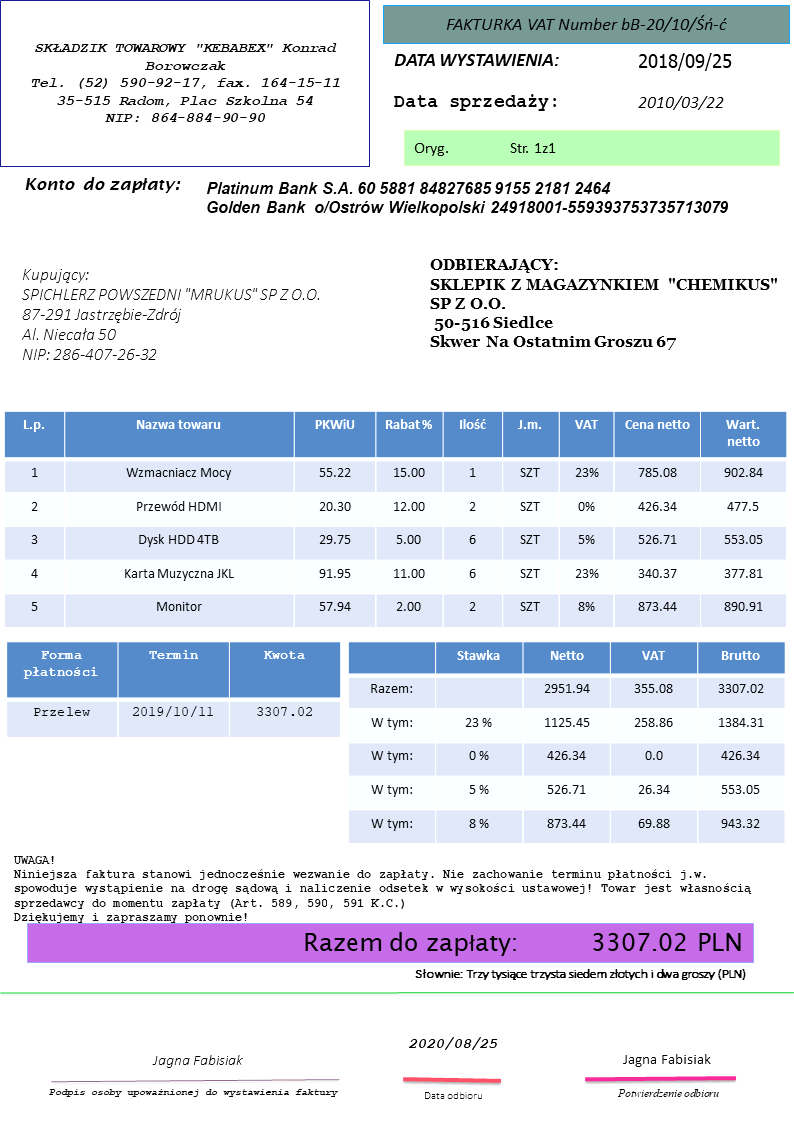 FAKTURKA VAT Number bB-20/10/Śń-ć
SKŁADZIK TOWAROWY "KEBABEX" Konrad
Borowczak
Tel. (52) 590-92-17, fax. 164-15-11
35-515 Radom, Plac Szkolna 54
NIP: 864-884-90-90
DATA WYSTAWIENIA: 2018/09/25
Data sprzedaży: 2010/03/22
Oryg. Str. 1z1
Konto do zapłaty:
Platinum Bank S.A. 60 5881 84827685 9155 2181 2464
Golden Bank o/Ostrów Wielkopolski 24918001-559393753735713079
Kupujący:
SPICHLERZ POWSZEDNI "MRUKUS" SP Z O.O.
87-291 Jastrzębie-Zdrój
Al. Niecała 50
NIP: 286-407-26-32
ODBIERAJĄCY:
SKLEPIK Z MAGAZYNKIEM "CHEMIKUS"
SP Z O.O.
50-516 Siedlce
Skwer Na Ostatnim Groszu 67
L.p. Nazwa towaru PKWiU Rabat % Ilość J.m. VAT Cena netto Wart.
netto
1 Wzmacniacz Mocy 55.22 15.00 1 SZT 23% 785.08 902.84
2 Przewód HDMI 20.30 12.00 2 SZT 0% 426.34 477.5
3 Dysk HDD 4TB 29.75 5.00 6 SZT 5% 526.71 553.05
4 Karta Muzyczna JKL 91.95 11.00 6 SZT 23% 340.37 377.81
5 Monitor 57.94 2.00 2 SZT 8% 873.44 890.91
Forma
płatności Termin Kwota
Przelew 2019/10/11 3307.02
Stawka Netto VAT Brutto
Razem: 2951.94 355.08 3307.02
W tym: 23 % 1125.45 258.86 1384.31
W tym: 0 % 426.34 0.0 426.34
W tym: 5 % 526.71 26.34 553.05
W tym: 8 % 873.44 69.88 943.32
UWAGA!
Niniejsza faktura stanowi jednocześnie wezwanie do zapłaty. Nie zachowanie terminu płatności j.w.
spowoduje wystąpienie na drogę sądową i naliczenie odsetek w wysokości ustawowej! Towar jest własnością
sprzedawcy do momentu zapłaty (Art. 589, 590, 591 K.C.)
Dziękujemy i zapraszamy ponownie!
Razem do zapłaty: 3307.02 PLN
Słownie: Trzy tysiące trzysta siedem złotych i dwa groszy (PLN)
Jagna Fabisiak
Podpis osoby upoważnionej do wystawienia faktury
2020/08/25
Data odbioru
Jagna Fabisiak
Potwierdzenie odbioru